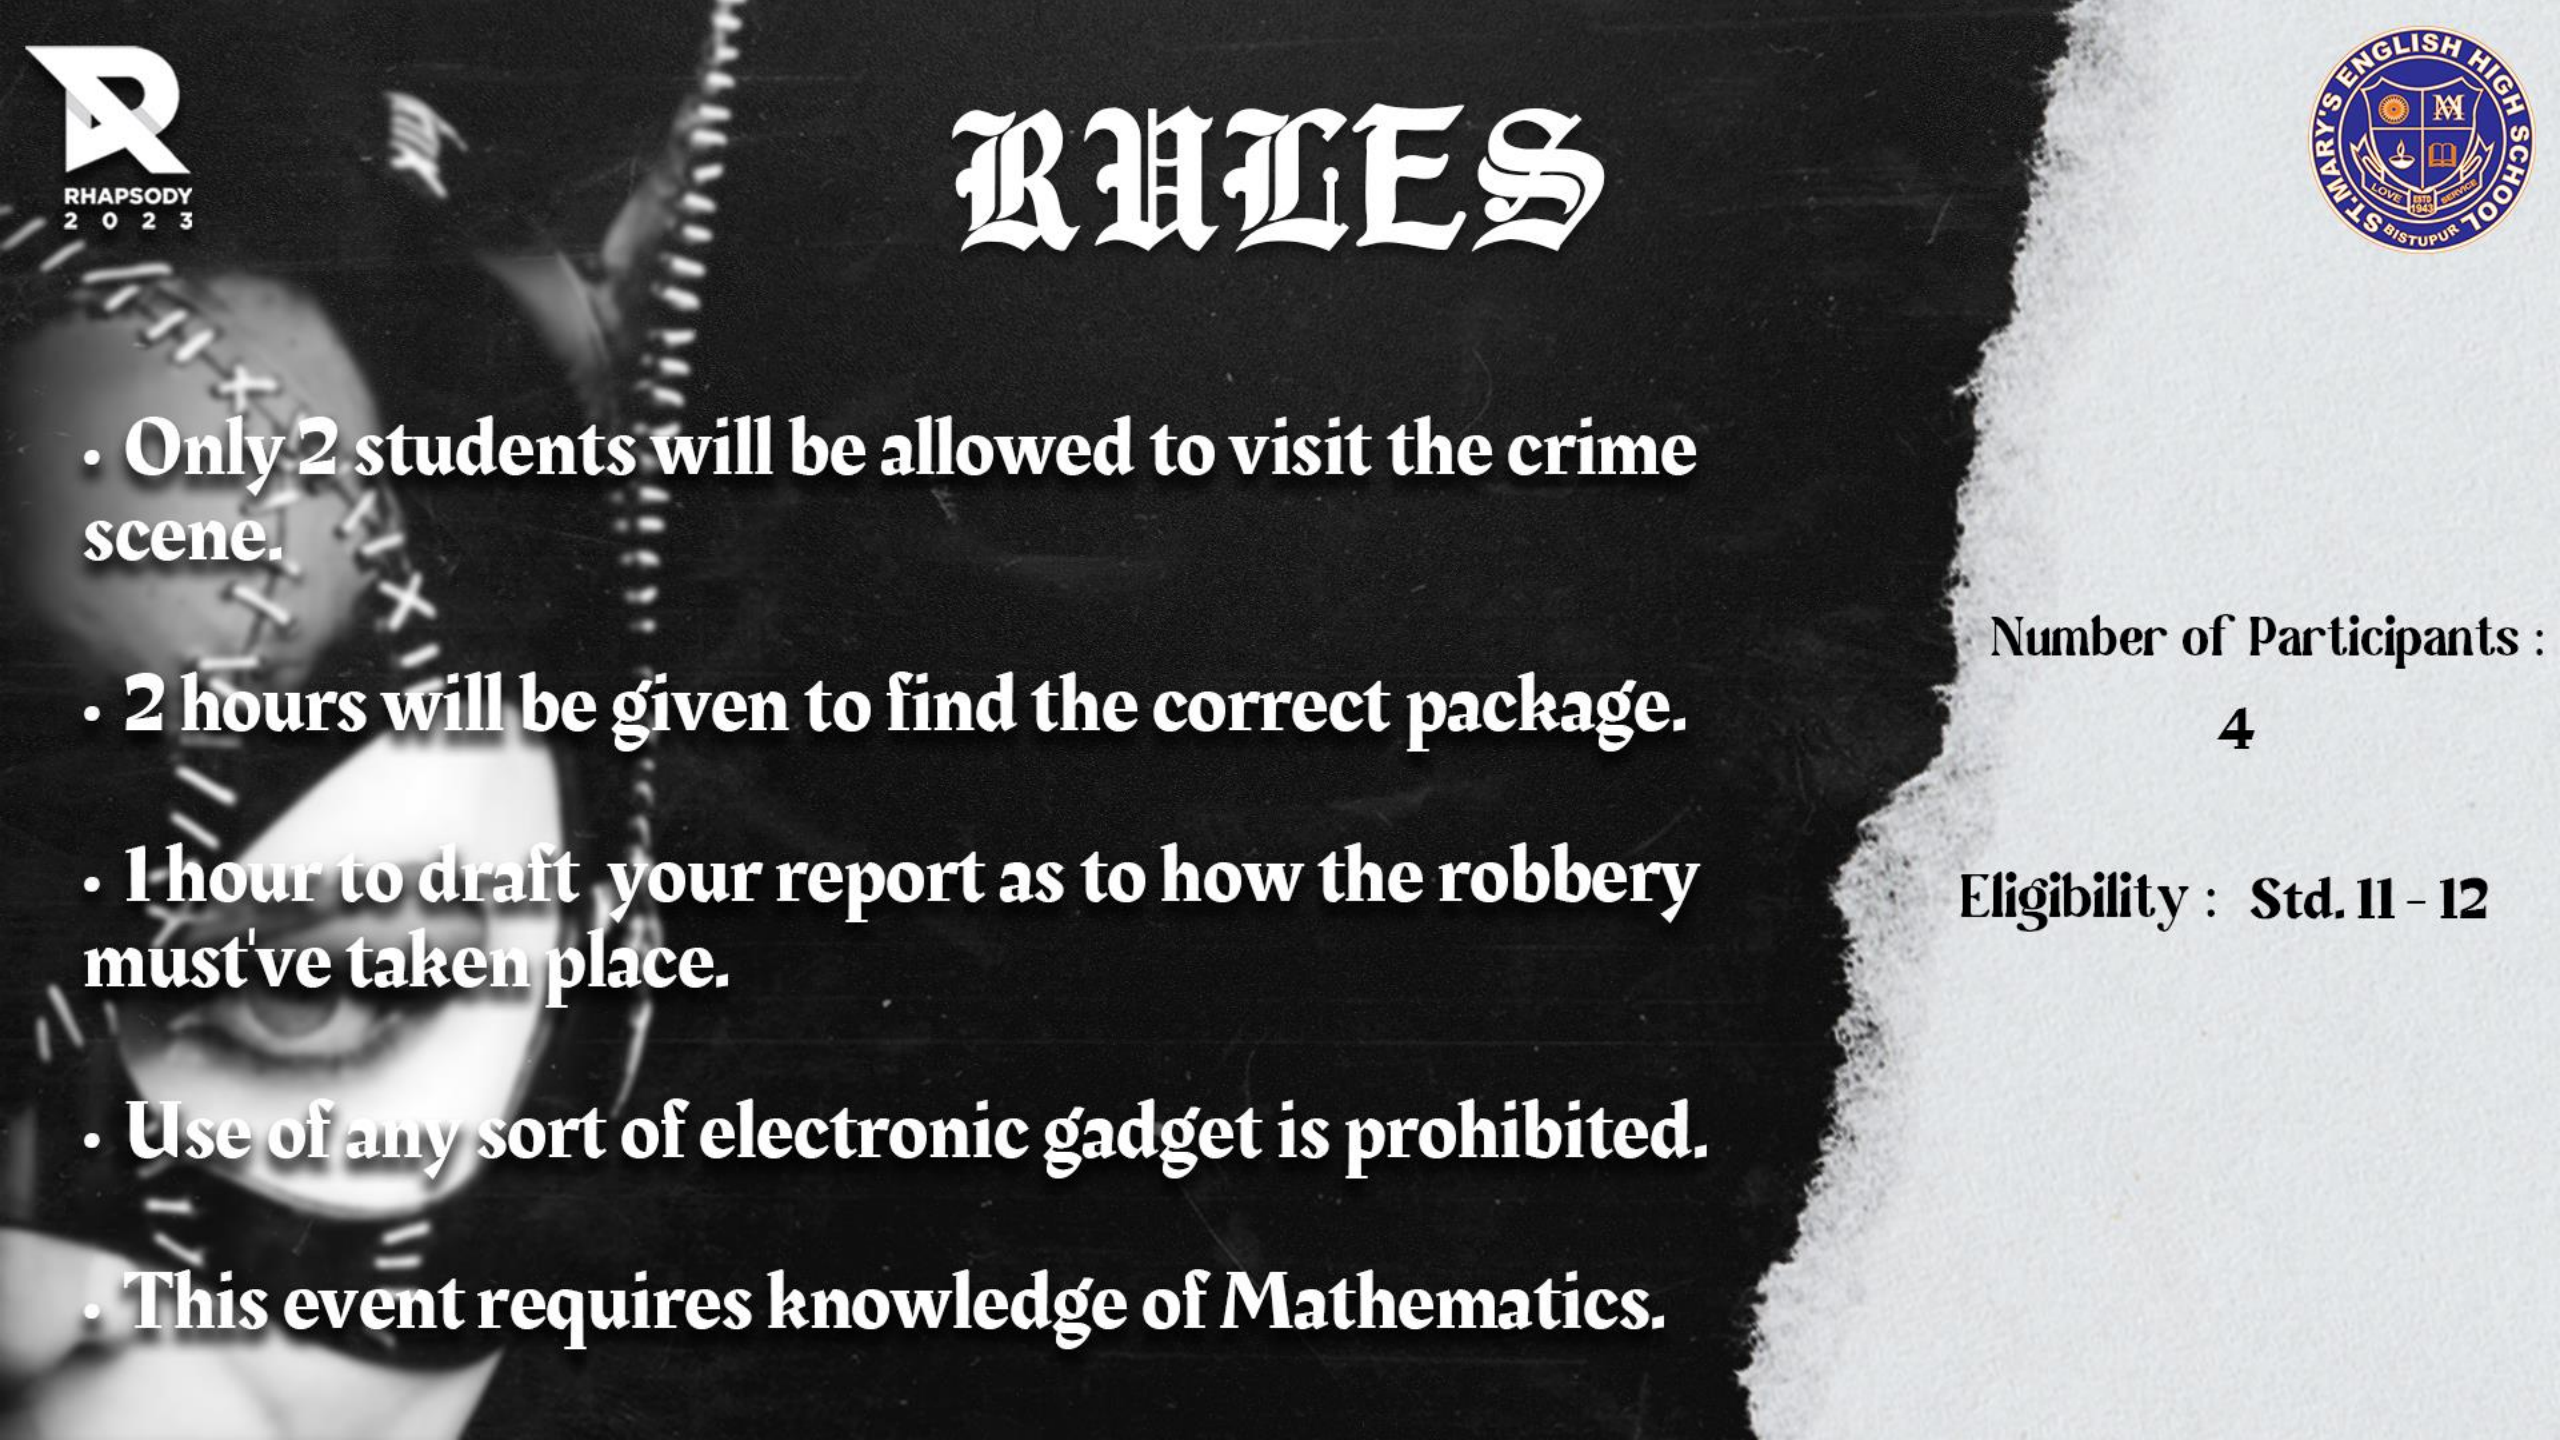 RHAPSODY
2 0 2 3
RULES
ST. MARY'S ENGLISH HIGH SCHOOL
LOVE
SERVICE
ESTD
1943
BISTUPUR
• Only 2 students will be allowed to visit the crime
scene.
• 2 hours will be given to find the correct package.
• 1 hour to draft your report as to how the robbery
must've taken place.
• Use of any sort of electronic gadget is prohibited.
• This event requires knowledge of Mathematics.
Number of Participants :
4
Eligibility : Std. 11 - 12